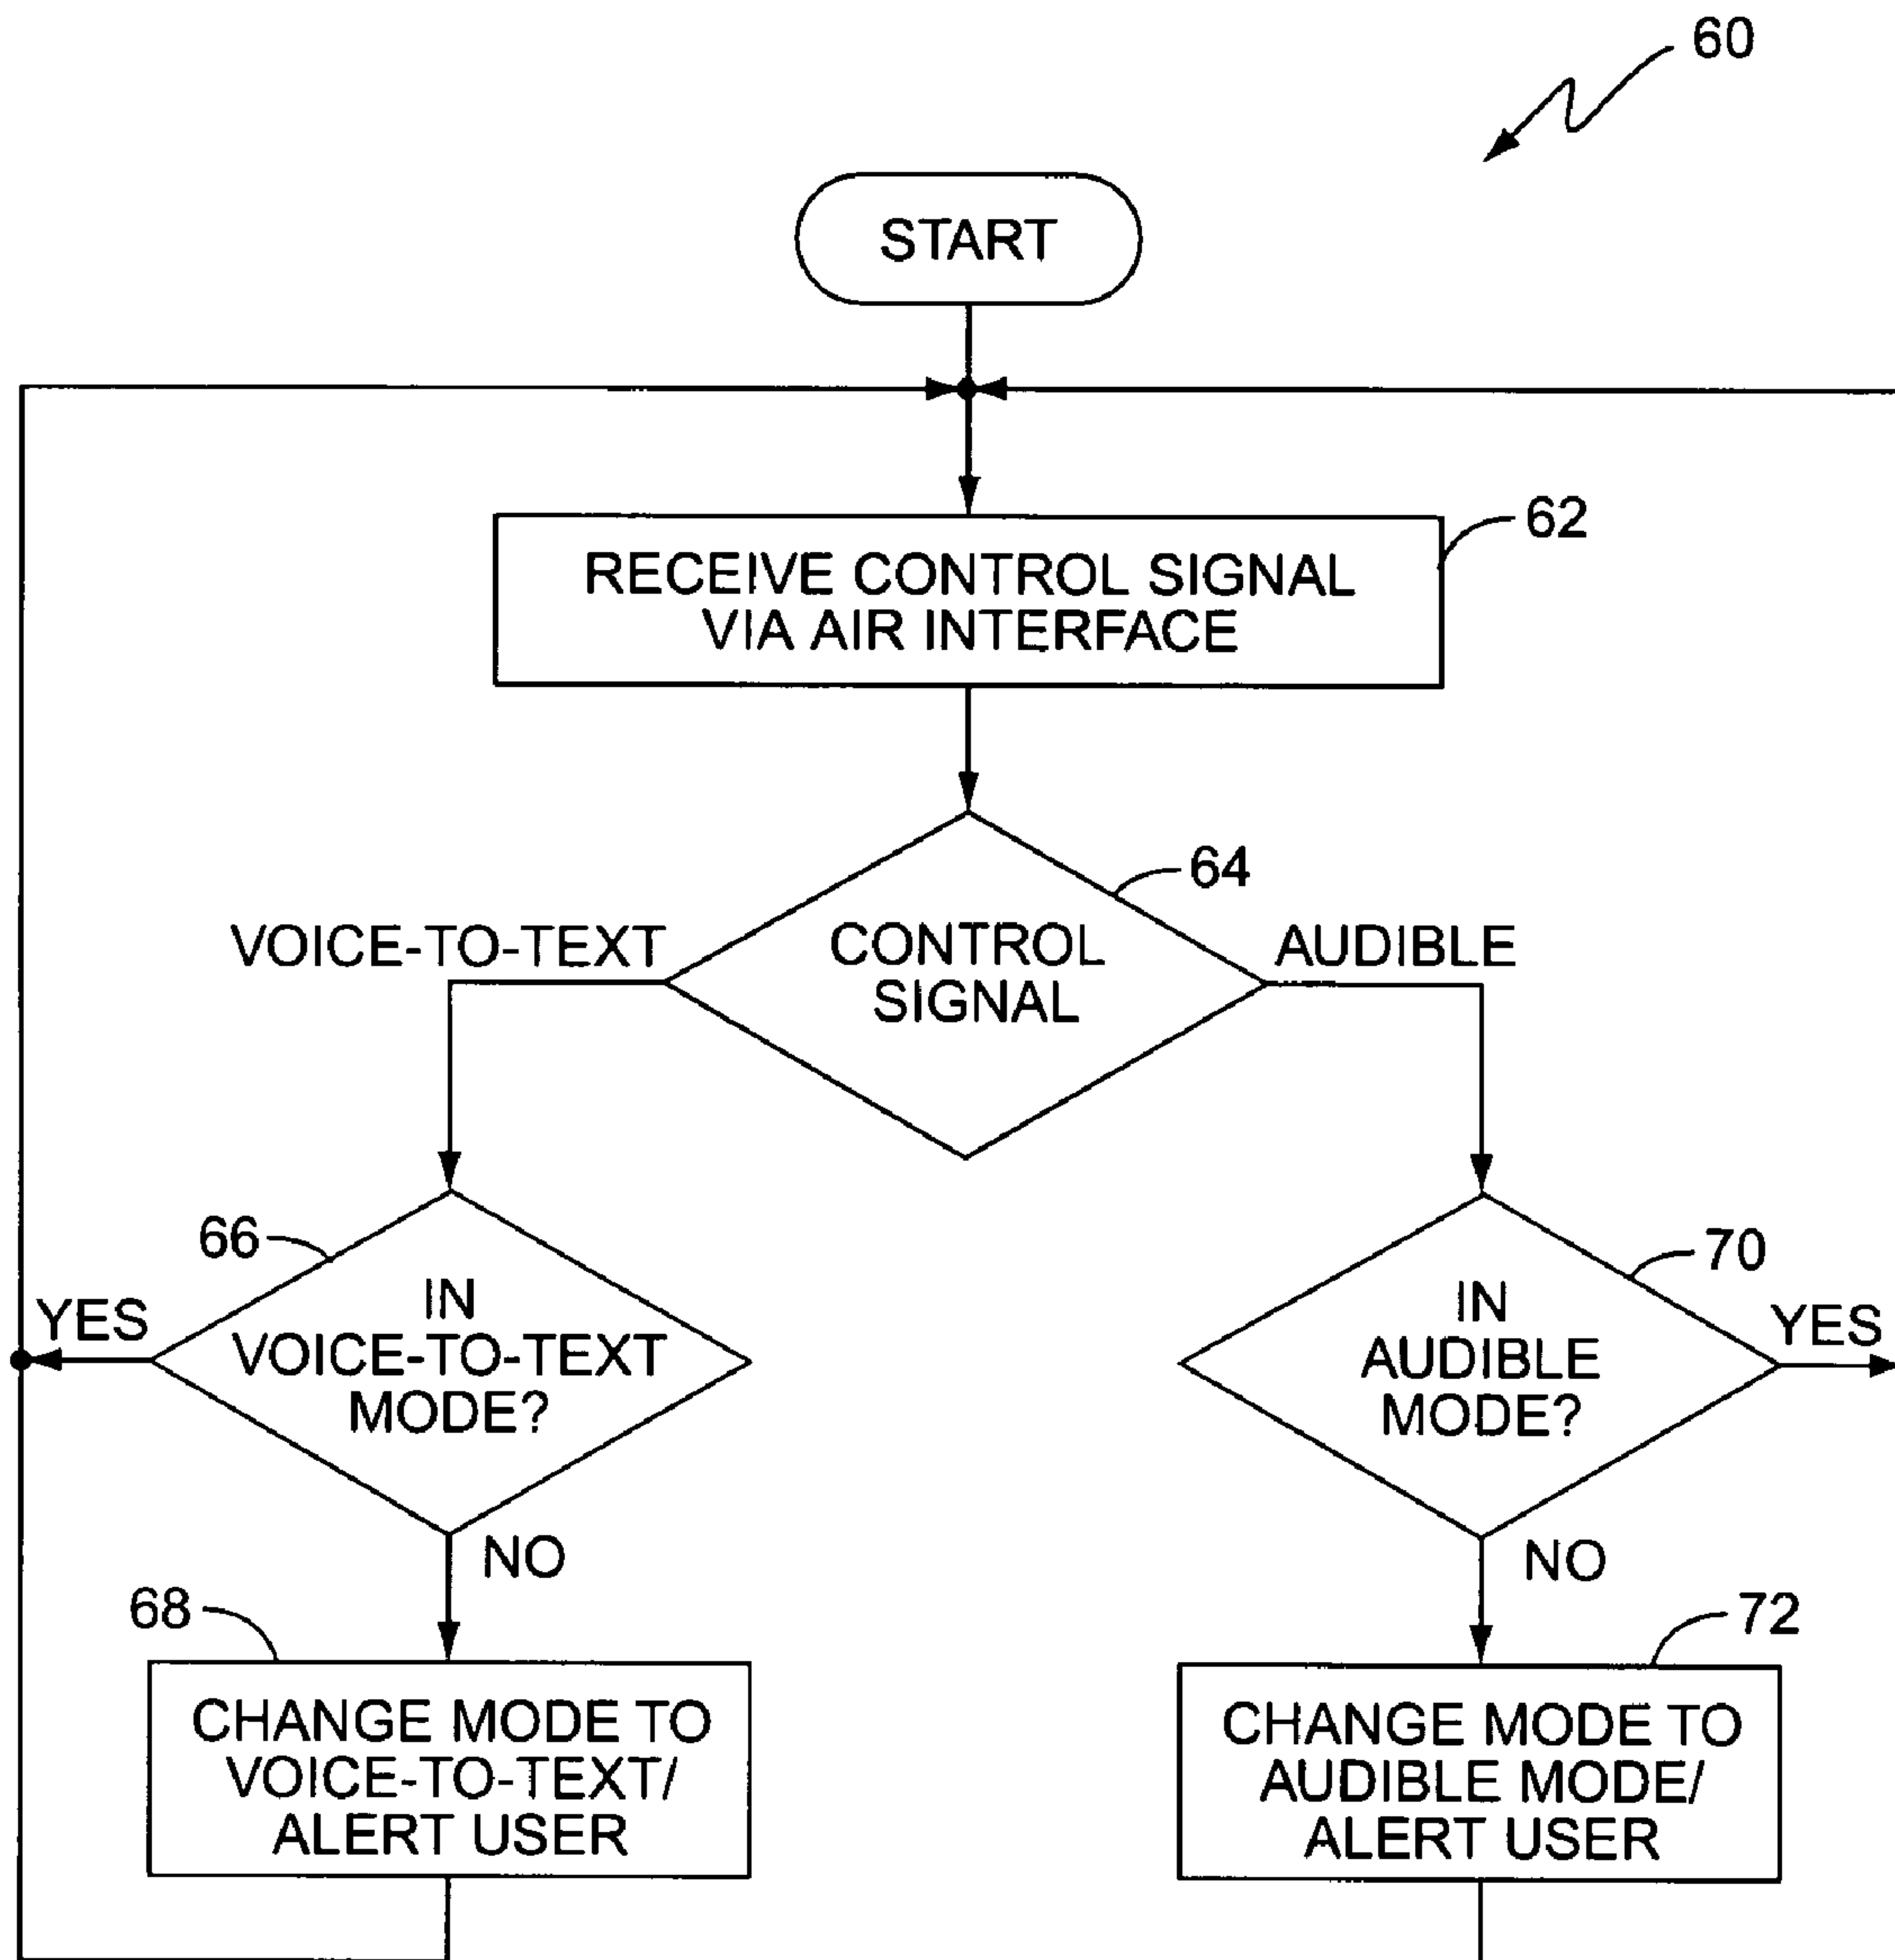 60
START
62
RECEIVE CONTROL SIGNAL
VIA AIR INTERFACE
64
VOICE-TO-TEXT
CONTROL
SIGNAL
AUDIBLE
66
YES
IN
VOICE-TO-TEXT
MODE?
NO
70
IN
AUDIBLE
MODE?
YES
NO
68
CHANGE MODE TO
VOICE-TO-TEXT/
ALERT USER
72
CHANGE MODE TO
AUDIBLE MODE/
ALERT USER